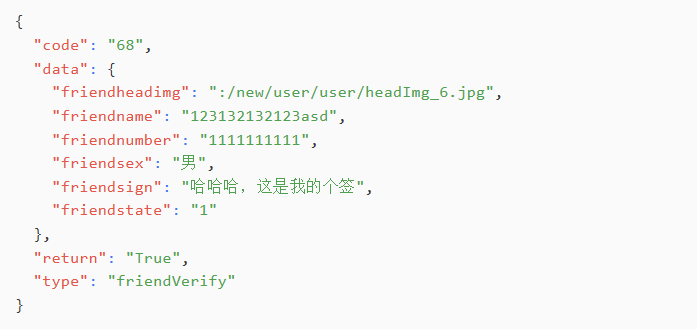 {
"code": "68",
"data": {
"friendheadimg": ":/new/user/user/headImg_6.jpg",
"friendname": "123132132123asd",
"friendnumber": "1111111111",
"friendsex": "男",
"friendsign": "哈哈哈，这是我的个签",
"friendstate": "1"
},
"return": "True",
"type": "friendVerify"
}